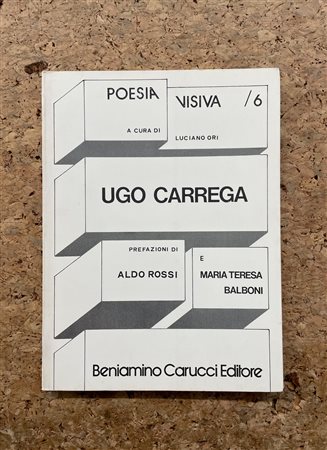 POESIA VISIVA /6
A CURA DI LUCIANO ORI
UGO CARREGA
PREFAZIONI DI
ALDO ROSSI
E
MARIA TERESA
BALBONI
Beniamino Carucci Editore